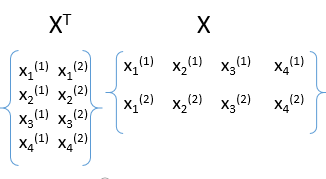 Xᵀ X
x₁⁽¹⁾ x₁⁽²⁾
x₂⁽¹⁾ x₂⁽²⁾
x₃⁽¹⁾ x₃⁽²⁾
x₄⁽¹⁾ x₄⁽²⁾
x₁⁽¹⁾ x₂⁽¹⁾ x₃⁽¹⁾ x₄⁽¹⁾
x₁⁽²⁾ x₂⁽²⁾ x₃⁽²⁾ x₄⁽²⁾